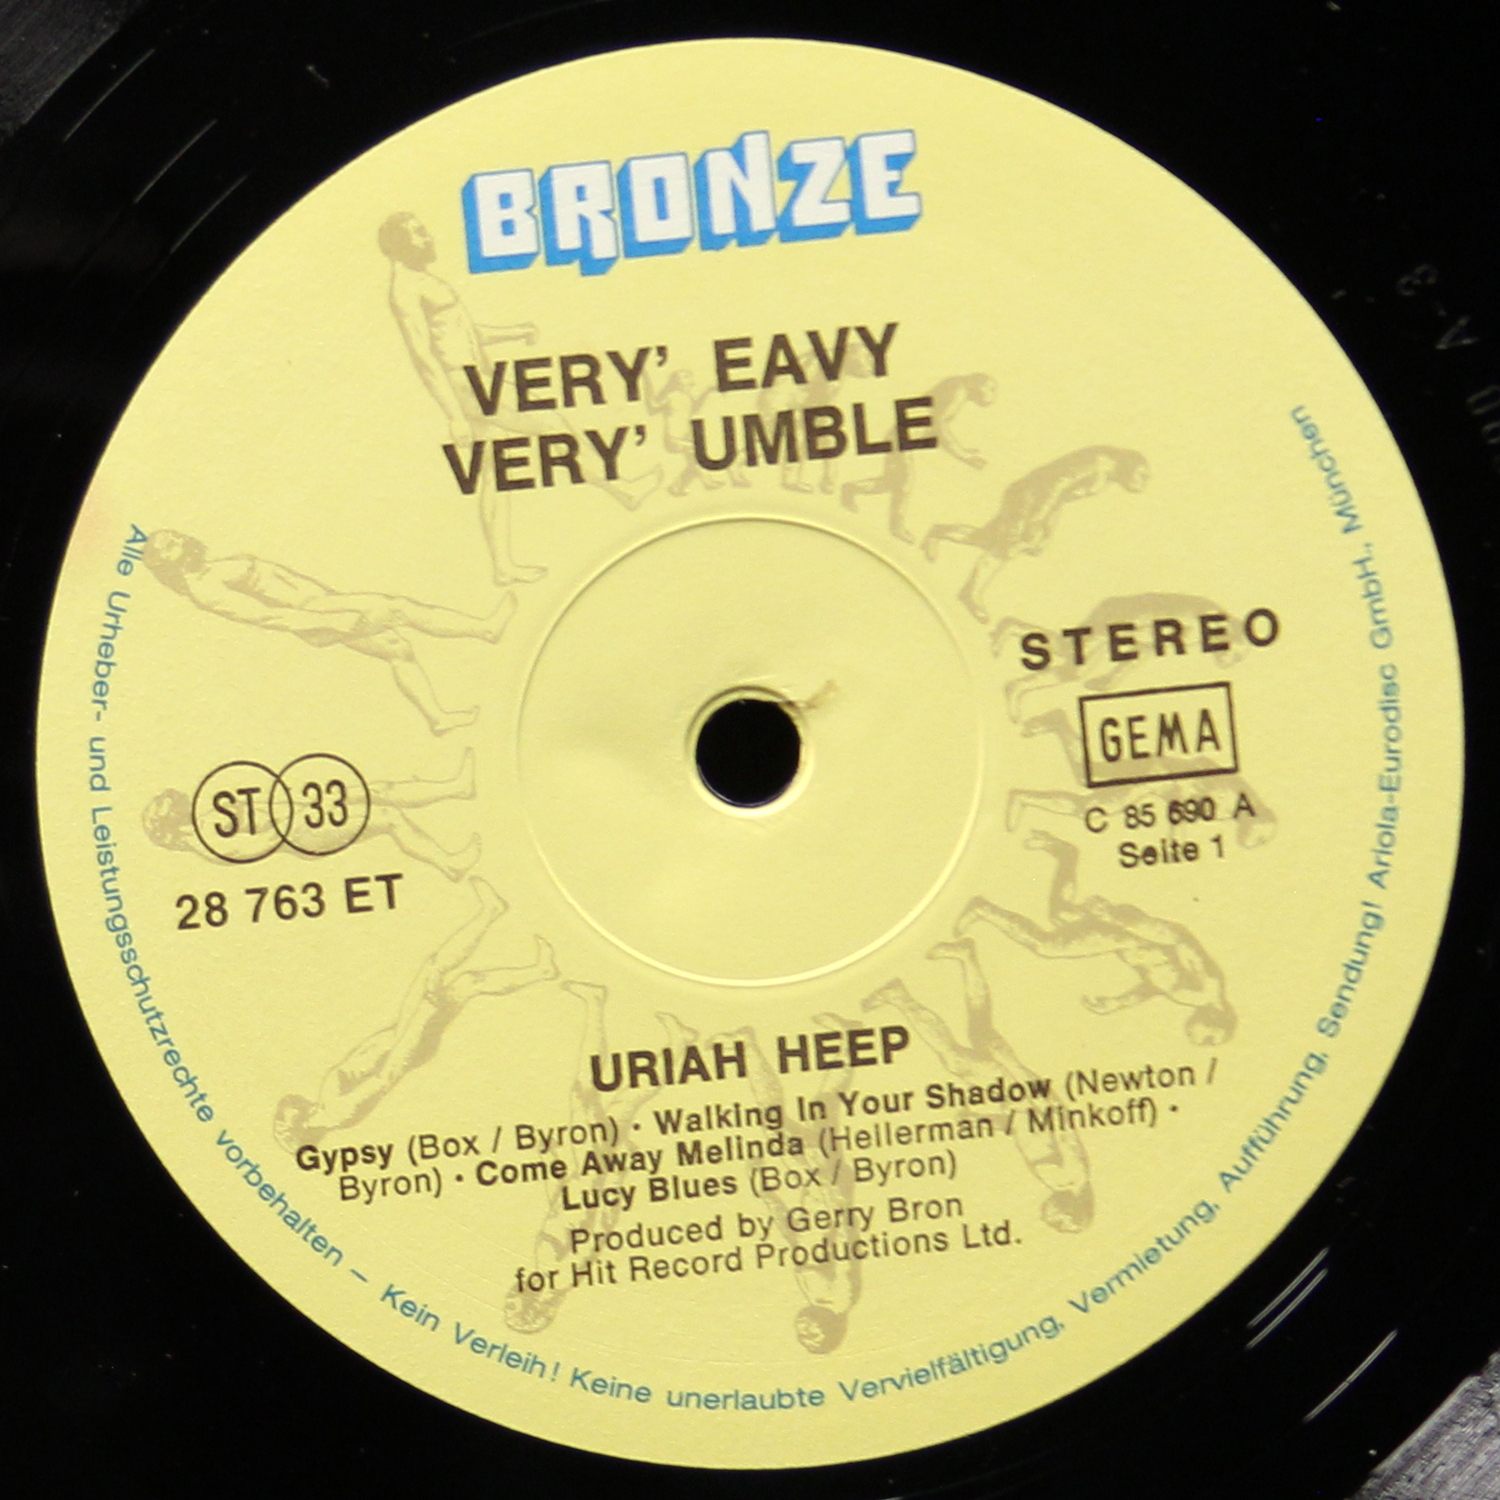 BRONZE
VERY' EAVY
VERY' UMBLE
STEREO
GEMA
C 85 690 A
Seite 1
ST 33
28 763 ET
URIAH HEEP
Gypsy (Box / Byron) · Walking In Your Shadow (Newton /
Byron) · Come Away Melinda (Hellerman / Minkoff) ·
Lucy Blues (Box / Byron)
Produced by Gerry Bron
for Hit Record Productions Ltd.
Alle Urheber- und Leistungsschutzrechte vorbehalten – Kein Verleih! Keine unerlaubte Vervielfältigung, Vermietung, Aufführung, Sendung! Ariola-Eurodisc GmbH., München